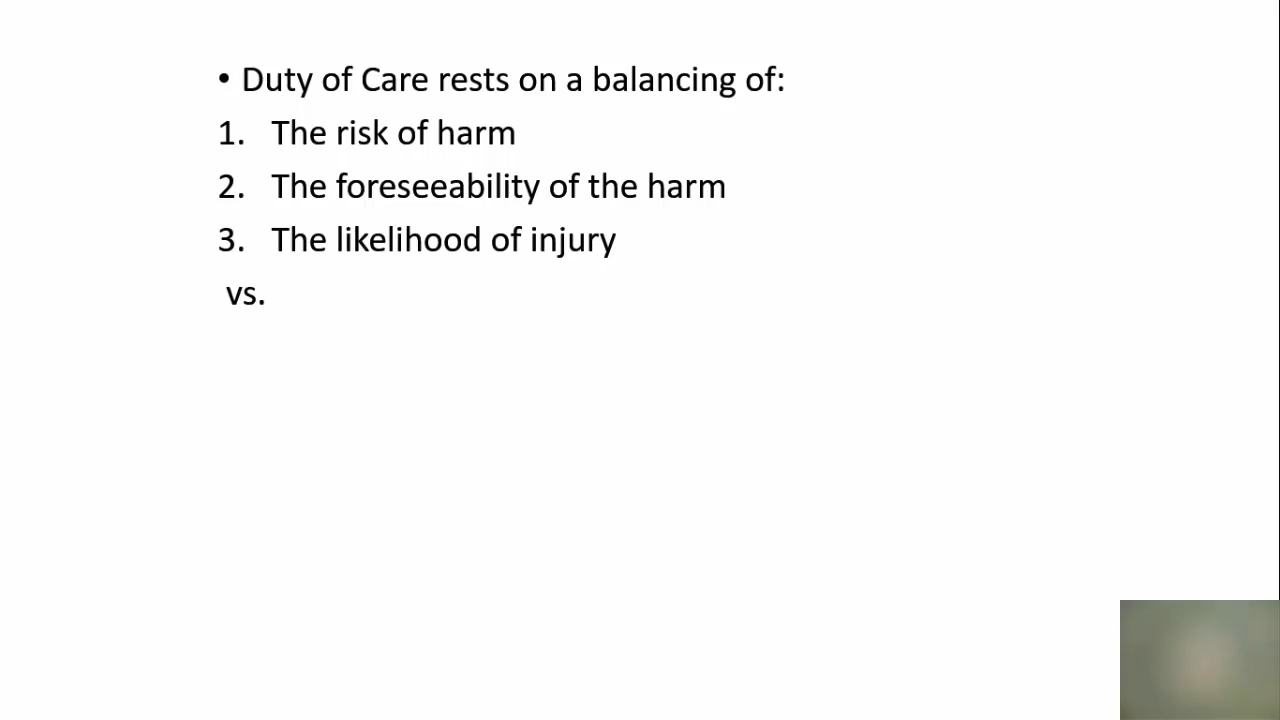 • Duty of Care rests on a balancing of:
1. The risk of harm
2. The foreseeability of the harm
3. The likelihood of injury
vs.